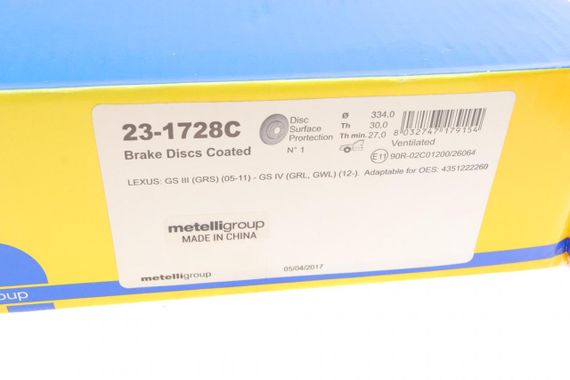 23-1728C
Brake Discs Coated
Disc
Surface
Prortection
N° 1
Ø 334,0
Th 30,0
Th min. 27,0
8 032747 179154
Ventilated
E11 90R-02C01200/26064
LEXUS: GS III (GRS) (05-11) - GS IV (GRL, GWL) (12-). Adaptable for OES: 4351222260
metelligroup
MADE IN CHINA
metelligroup
05/04/2017
oup